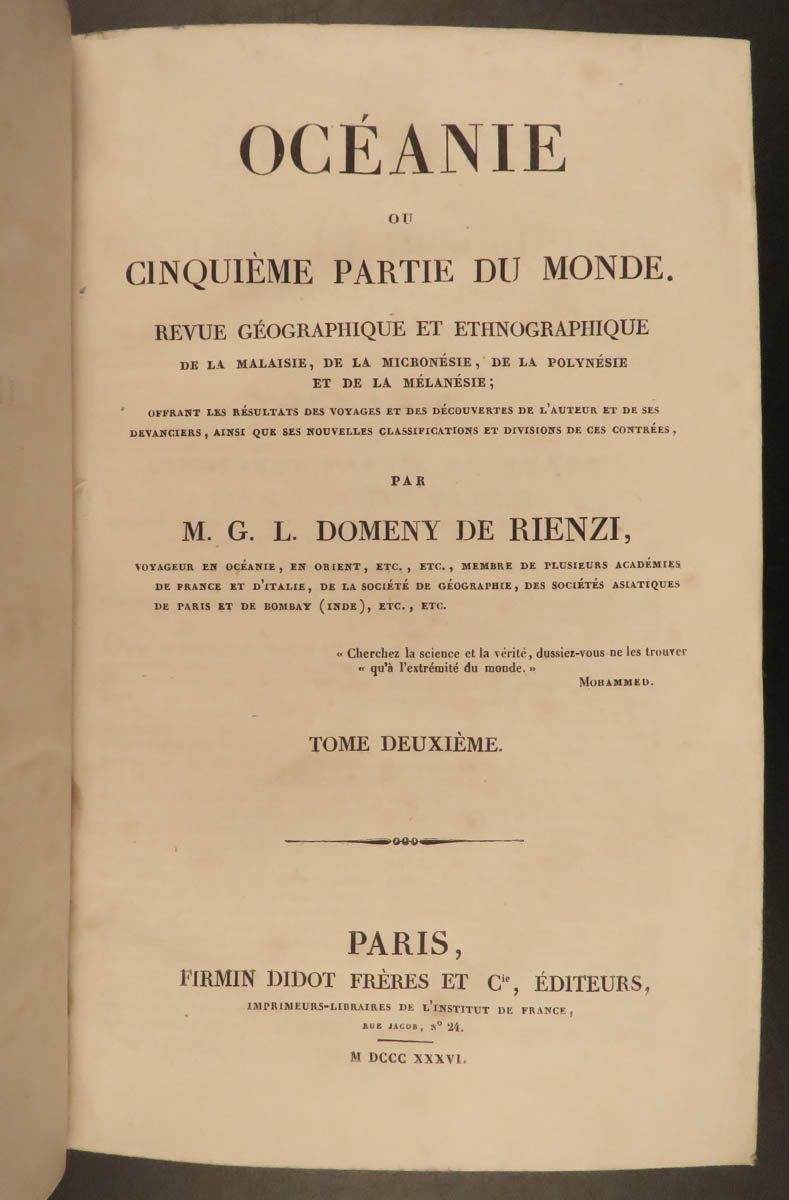 OCÉANIE
OU
CINQUIÈME PARTIE DU MONDE.
REVUE GÉOGRAPHIQUE ET ETHNOGRAPHIQUE
DE LA MALAISIE, DE LA MICRONÉSIE, DE LA POLYNÉSIE
ET DE LA MÉLANÉSIE;
OFFRANT LES RÉSULTATS DES VOYAGES ET DES DÉCOUVERTES DE L'AUTEUR ET DE SES
DEVANCIERS, AINSI QUE SES NOUVELLES CLASSIFICATIONS ET DIVISIONS DE CES CONTRÉES,
PAR
M. G. L. DOMENY DE RIENZI,
VOYAGEUR EN OCÉANIE, EN ORIENT, ETC., ETC., MEMBRE DE PLUSIEURS ACADÉMIES
DE FRANCE ET D'ITALIE, DE LA SOCIÉTÉ DE GÉOGRAPHIE, DES SOCIÉTÉS ASIATIQUES
DE PARIS ET DE BOMBAY (INDE), ETC., ETC.
« Cherchez la science et la vérité, dussiez-vous ne les trouver
« qu'à l'extrémité du monde. »
MOHAMMED.
TOME DEUXIÈME.
PARIS,
FIRMIN DIDOT FRÈRES ET Cie, ÉDITEURS,
IMPRIMEURS-LIBRAIRES DE L'INSTITUT DE FRANCE,
RUE JACOB, No 24.
M DCCC XXXVI.